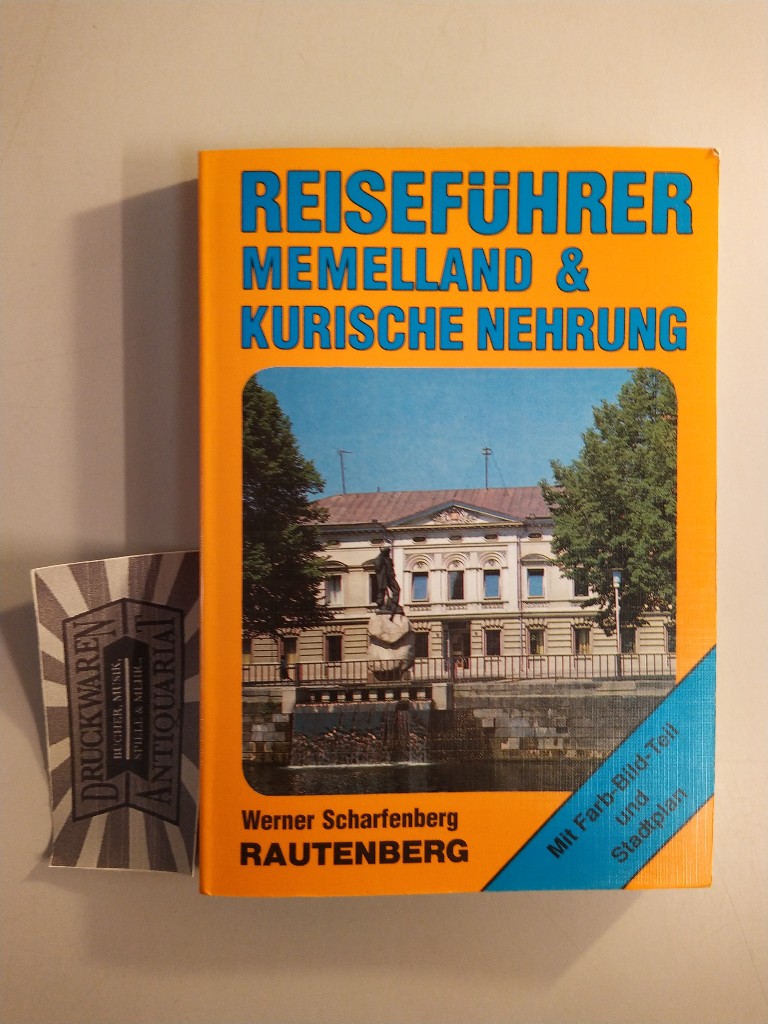 REISEFÜHRER
MEMELLAND &
KURISCHE NEHRUNG
Mit Farb-Bild-Teil
und
Stadtplan
Werner Scharfenberg
RAUTENBERG
DRUCKWAREN
BÜCHER, MUSIK,
SPIELE & MEHR.
ANTIQUARIAT